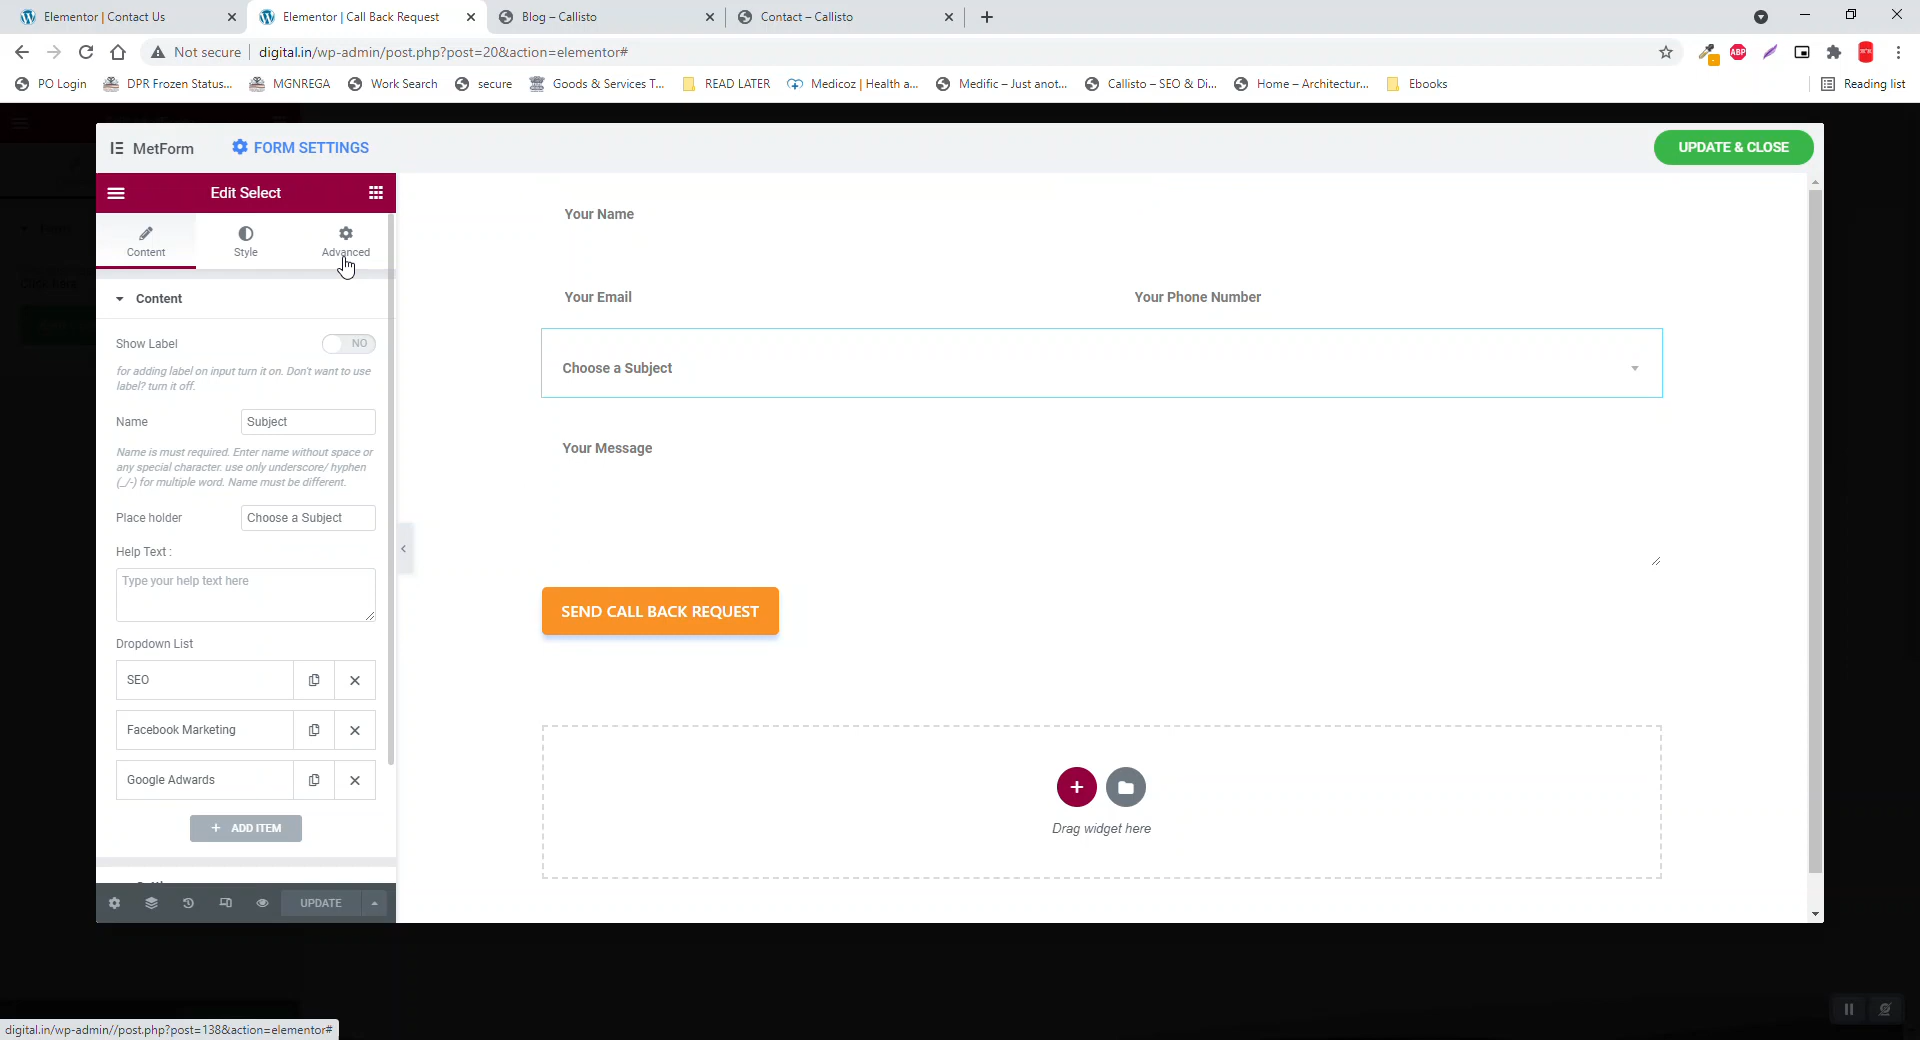 Elementor | Contact Us
Elementor | Call Back Request
Blog – Callisto
Contact – Callisto
Not secure
digital.in/wp-admin/post.php?post=20&action=elementor#
PO Login
DPR Frozen Status...
MGNREGA
Work Search
secure
Goods & Services T...
READ LATER
Medicoz | Health a...
Medific – Just anot...
Callisto – SEO & Di...
Home – Architectur...
Ebooks
Reading list
ABP
MetForm
FORM SETTINGS
UPDATE & CLOSE
Edit Select
Content
Style
Advanced
Content
Show Label
NO
for adding label on input turn it on. Don't want to use
label? turn it off.
Name
Subject
Name is must required. Enter name without space or
any special character. use only underscore/ hyphen
(_/-) for multiple word. Name must be different.
Place holder
Choose a Subject
Help Text :
Type your help text here
Dropdown List
SEO
Facebook Marketing
Google Adwards
ADD ITEM
UPDATE
Your Name
Your Email
Your Phone Number
Choose a Subject
Your Message
SEND CALL BACK REQUEST
Drag widget here
digital.in/wp-admin//post.php?post=138&action=elementor#